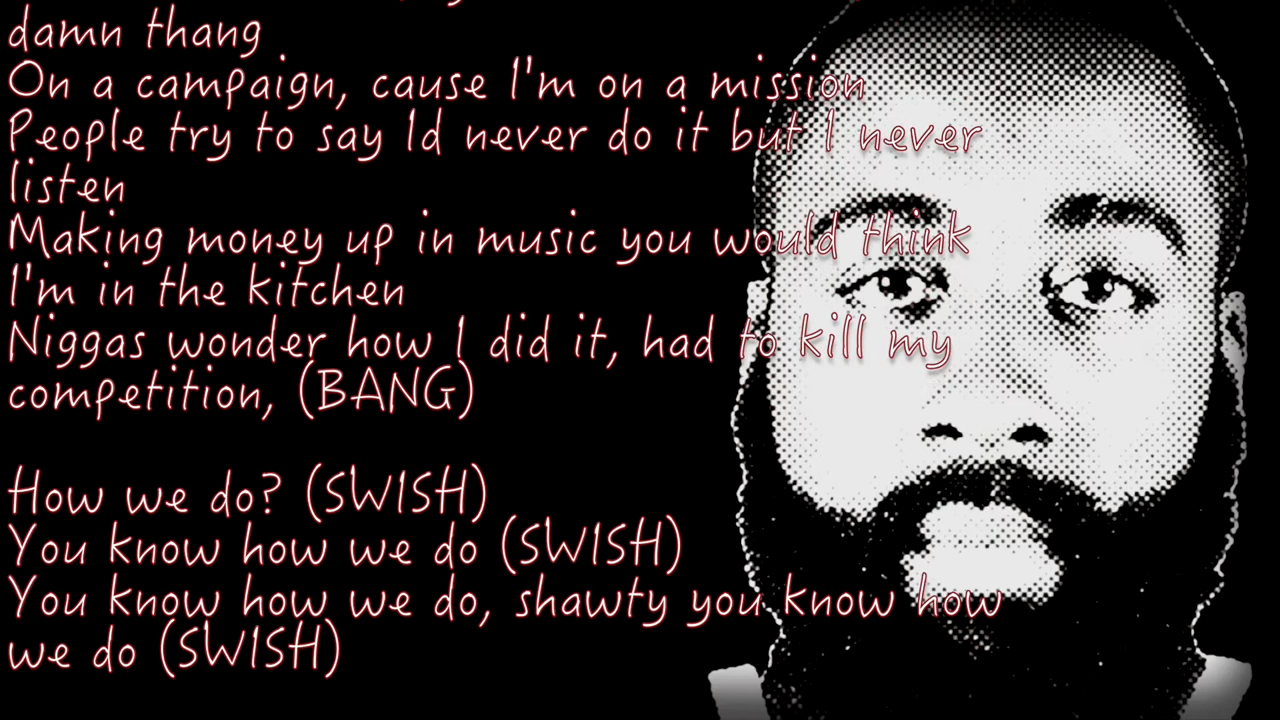 damn thang
On a campaign, cause I'm on a mission
People try to say Id never do it but I never
listen
Making money up in music you would think
I'm in the kitchen
Niggas wonder how I did it, had to kill my
competition, (BANG)
How we do? (SWISH)
You know how we do (SWISH)
You know how we do, shawty you know how
we do (SWISH)